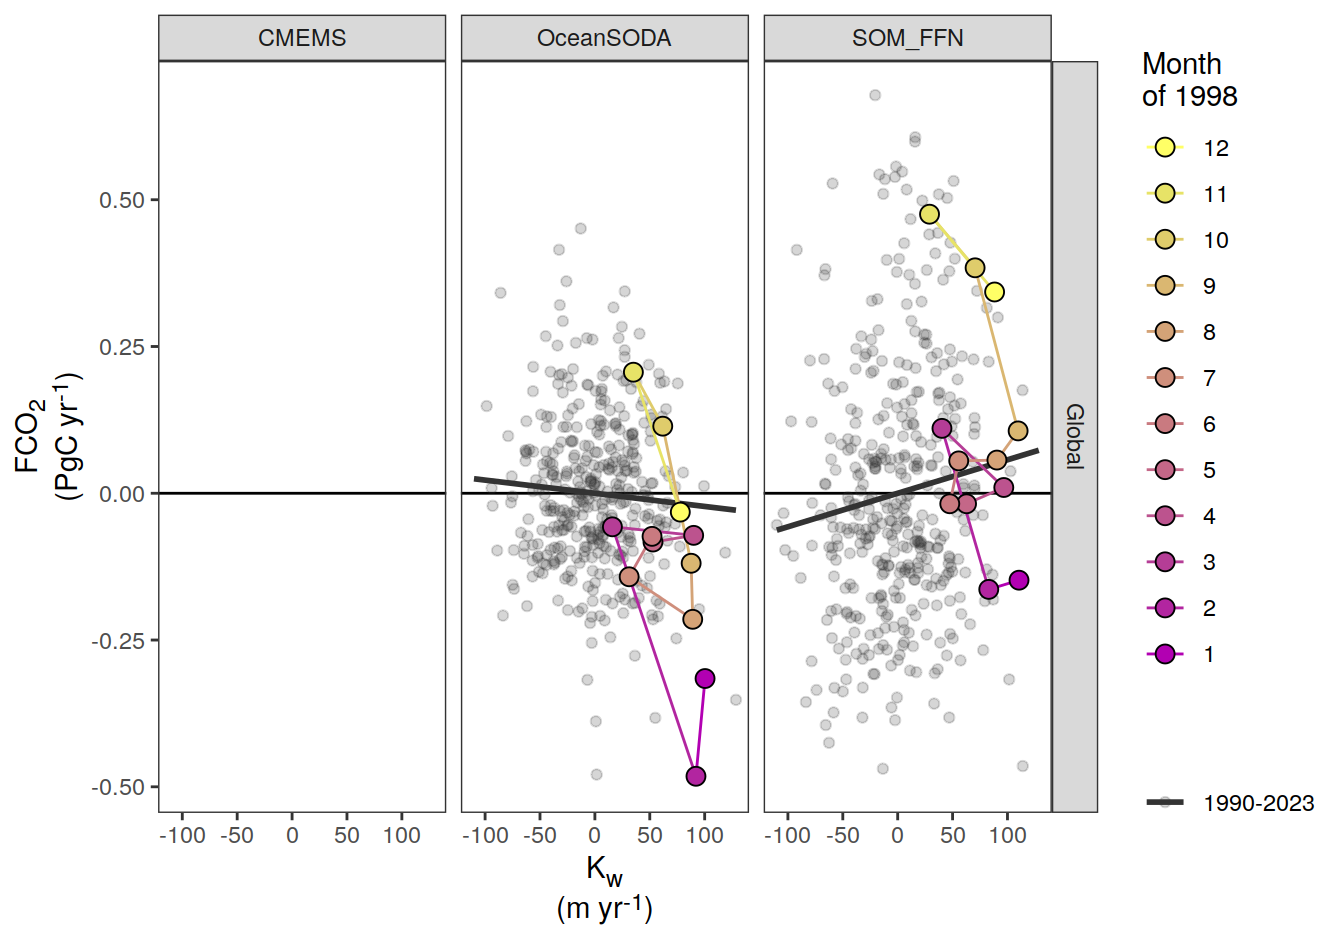 CMEMS
OceanSODA
SOM_FFN
Global
FCO2
(PgC yr-1)
0.50
0.25
0.00
-0.25
-0.50
-100 -50 0 50 100
-100 -50 0 50 100
-100 -50 0 50 100
Kw
(m yr-1)
Month
of 1998
12
11
10
9
8
7
6
5
4
3
2
1
1990-2023